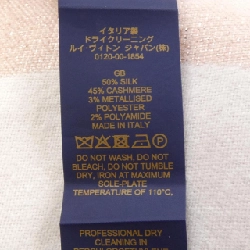 イタリア製
ドライクリーニング
ルイ ヴィトン ジャパン(株)
0120-00-1854
GB
50% SILK
45% CASHMERE
3% METALLISED
POLYESTER
2% POLYAMIDE
MADE IN ITALY
DO NOT WASH, DO NOT
BLEACH, DO NOT TUMBLE
DRY, IRON AT MAXIMUM
SOLE-PLATE
TEMPERATURE OF 110°C,
PROFESSIONAL DRY
CLEANING IN